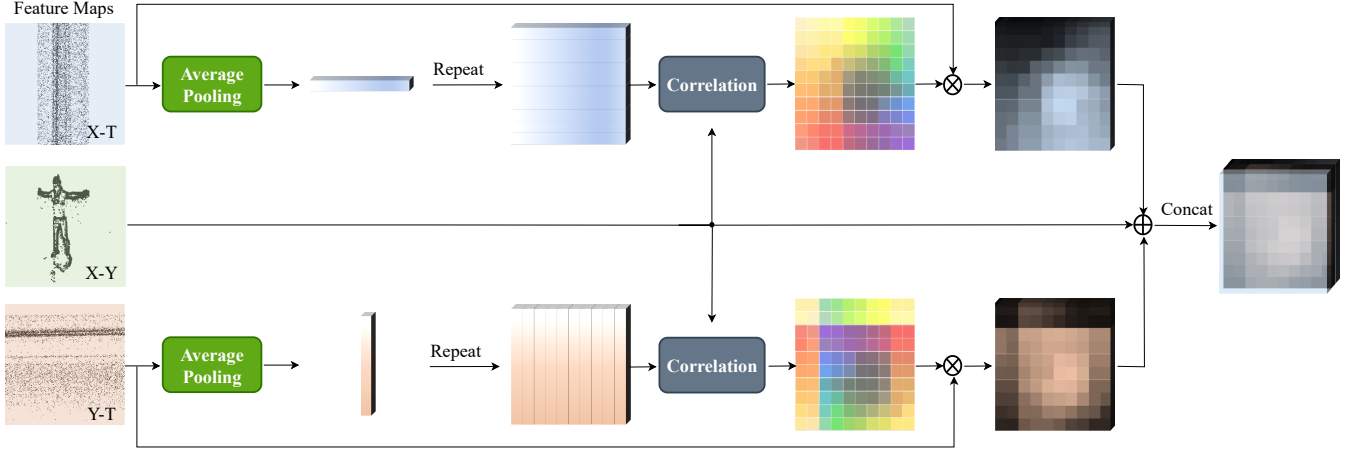 Feature Maps
X-T
Average
Pooling
Repeat
Correlation
X-Y
Concat
Y-T
Average
Pooling
Repeat
Correlation